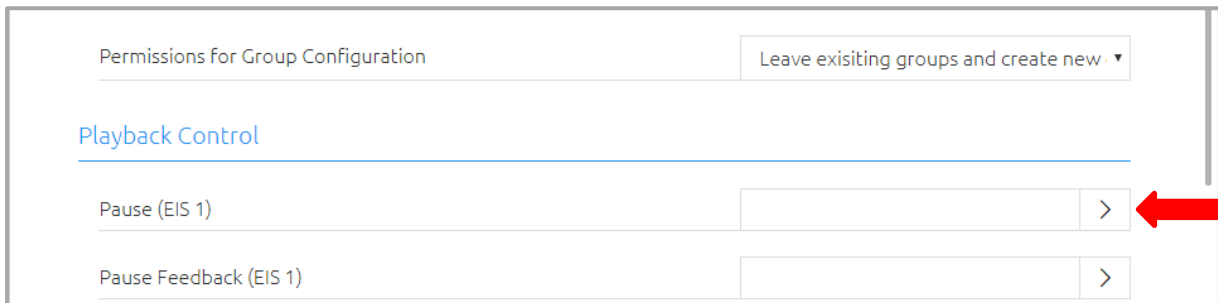 Permissions for Group Configuration
Leave exisiting groups and create new
Playback Control
Pause (EIS 1)
Pause Feedback (EIS 1)